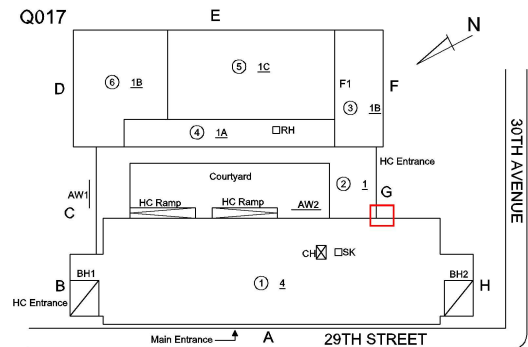 Q017
E
N
D
6 1B
5 1C
F1
3 1B
F
4 1A
RH
HC Entrance
Courtyard
2 1
AW1
HC Ramp
HC Ramp
AW2
G
C
CH
SK
B
BH1
1 4
BH2
H
HC Entrance
Main Entrance
A
29TH STREET
30TH AVENUE